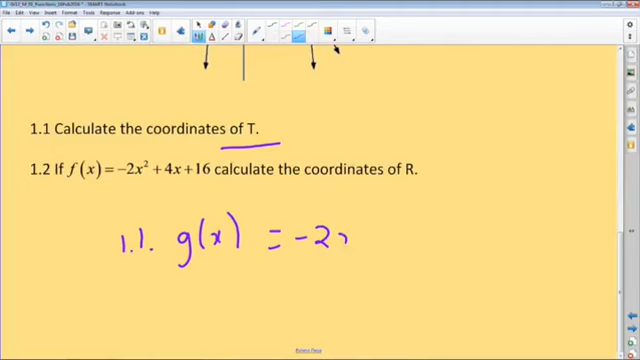 File Edit View Insert Format Tools Add-ons Help
1.1 Calculate the coordinates of T.
1.2 If f(x) = −2x² + 4x + 16 calculate the coordinates of R.
1.1. g(x) = −2